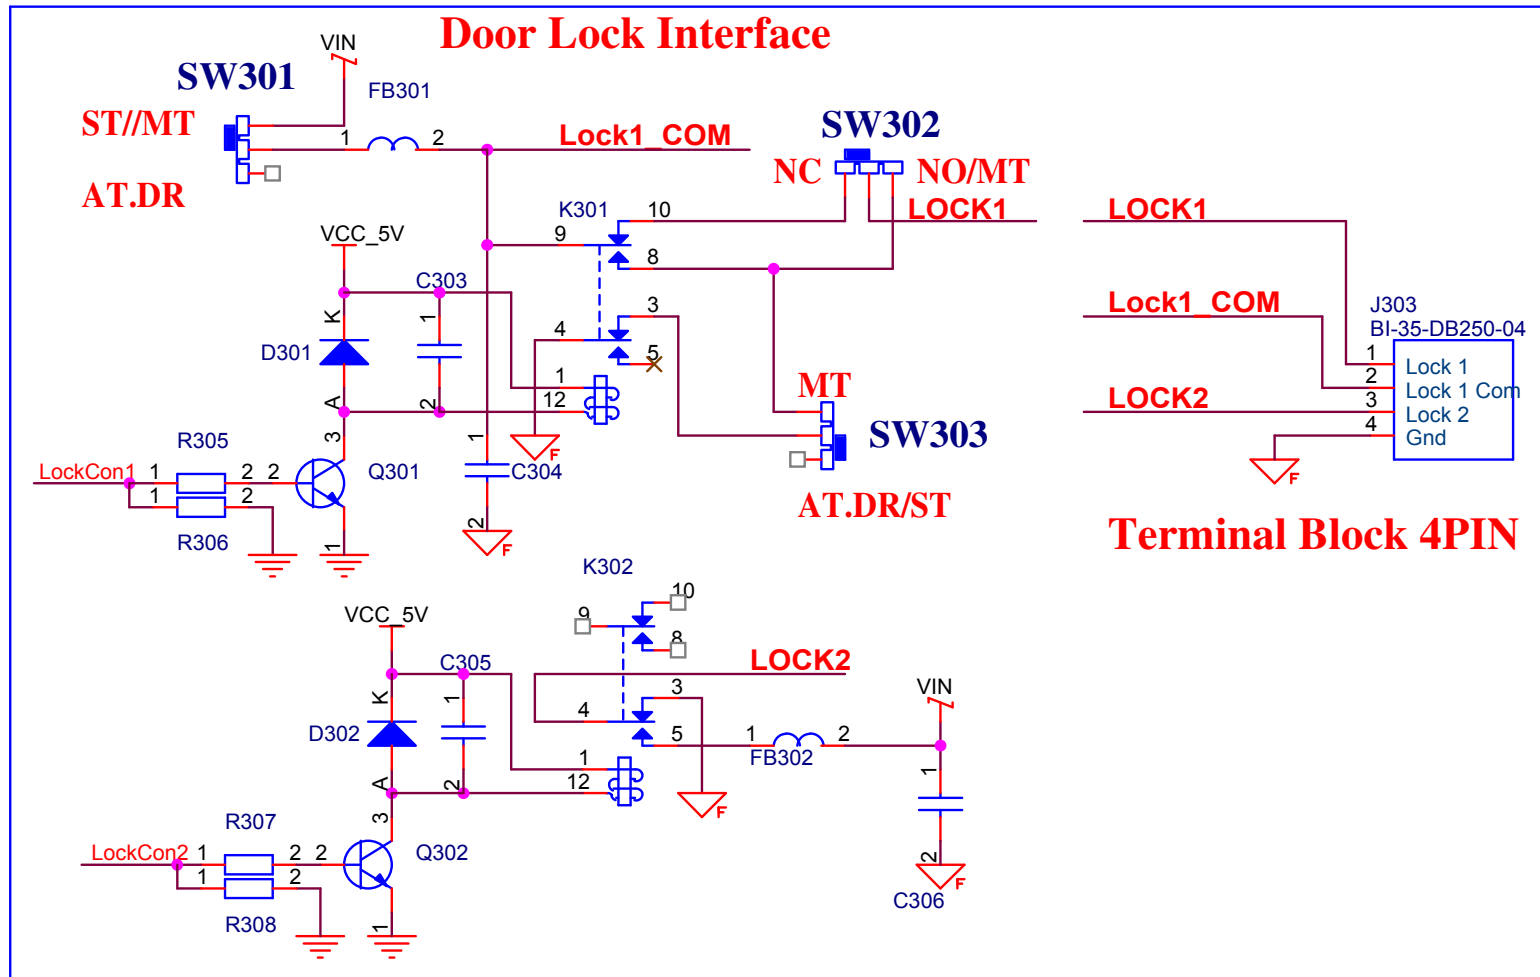 Door Lock Interface
VIN
SW301
FB301
ST//MT
1 2
Lock1_COM
SW302
AT.DR
NC NO/MT
K301 10 LOCK1 LOCK1
9
VCC_5V 8
C303
Lock1_COM J303
3 BI-35-DB250-04
K 1 4
D301 5 1 Lock 1
MT 2 Lock 1 Com
1
A 2 12 LOCK2 3 Lock 2
SW303 4 Gnd
R305 3 1 F
LockCon1 1 2 2 Q301 C304 F
1 2 AT.DR/ST
R306 1 2 F
Terminal Block 4PIN
K302
10
VCC_5V 9
8
C305 LOCK2
K 1 3 VIN
4
D302 5 1 2
1 FB302 1
A 2 12
F
R307 3
LockCon2 1 2 2 Q302 2 F
1 2 C306
R308 1